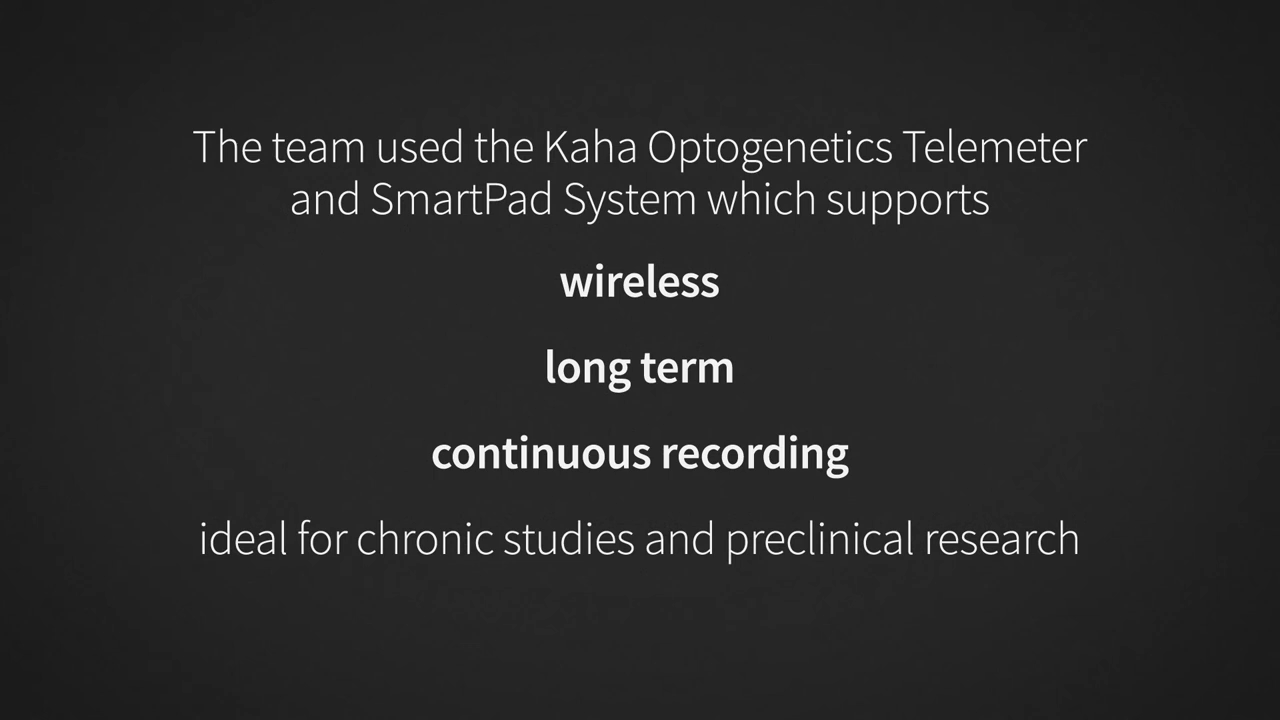 The team used the Kaha Optogenetics Telemeter
and SmartPad System which supports
wireless
long term
continuous recording
ideal for chronic studies and preclinical research